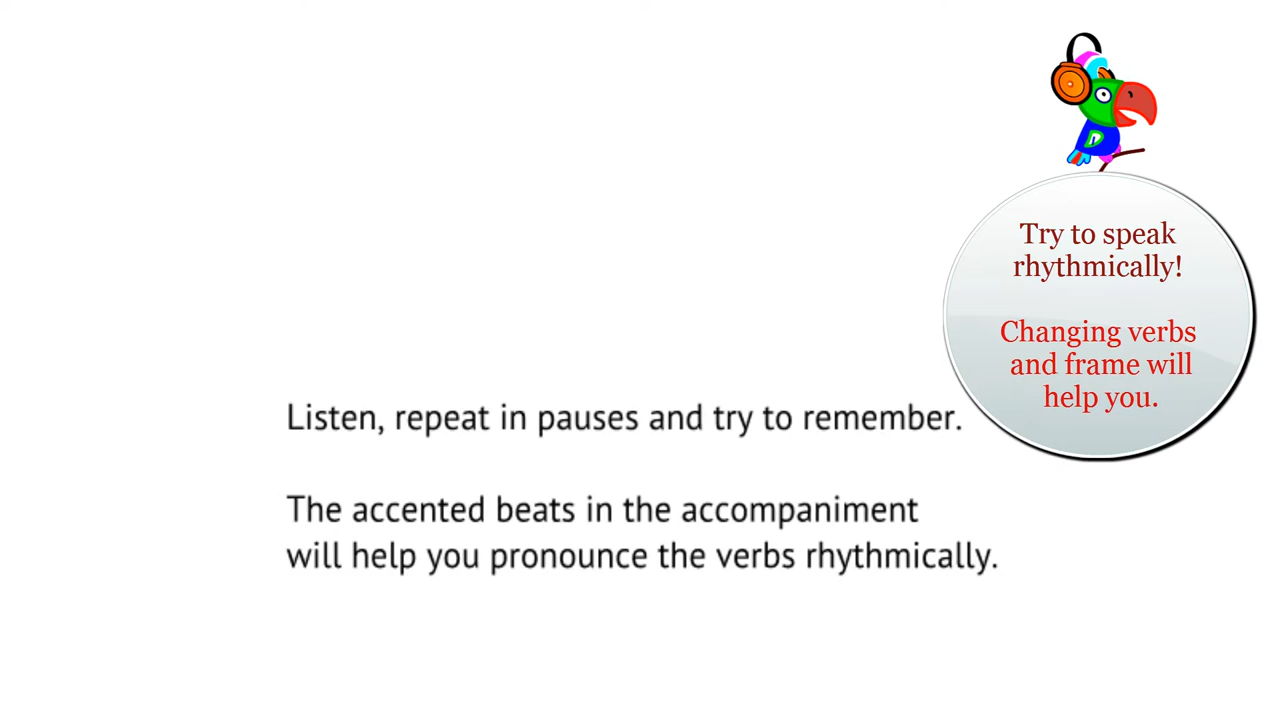 Try to speak
rhythmically!
Changing verbs
and frame will
help you.
Listen, repeat in pauses and try to remember.
The accented beats in the accompaniment
will help you pronounce the verbs rhythmically.